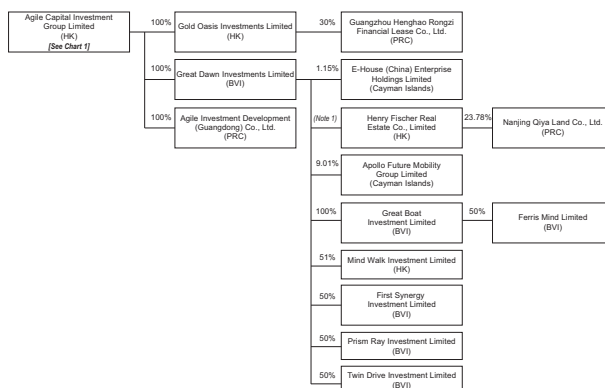 Agile Capital Investment
Group Limited
(HK)
[See Chart 1]
100%
Gold Oasis Investments Limited
(HK)
30%
Guangzhou Henghao Rongzi
Financial Lease Co., Ltd.
(PRC)
100%
Great Dawn Investments Limited
(BVI)
1.15%
E-House (China) Enterprise
Holdings Limited
(Cayman Islands)
100%
Agile Investment Development
(Guangdong) Co., Ltd.
(PRC)
(Note 1)
Henry Fischer Real
Estate Co., Limited
(HK)
23.78%
Nanjing Qiya Land Co., Ltd.
(PRC)
9.01%
Apollo Future Mobility
Group Limited
(Cayman Islands)
100%
Great Boat
Investment Limited
(BVI)
50%
Ferris Mind Limited
(BVI)
51%
Mind Walk Investment Limited
(HK)
50%
First Synergy
Investment Limited
(BVI)
50%
Prism Ray Investment Limited
(BVI)
50%
Twin Drive Investment Limited
(BVI)